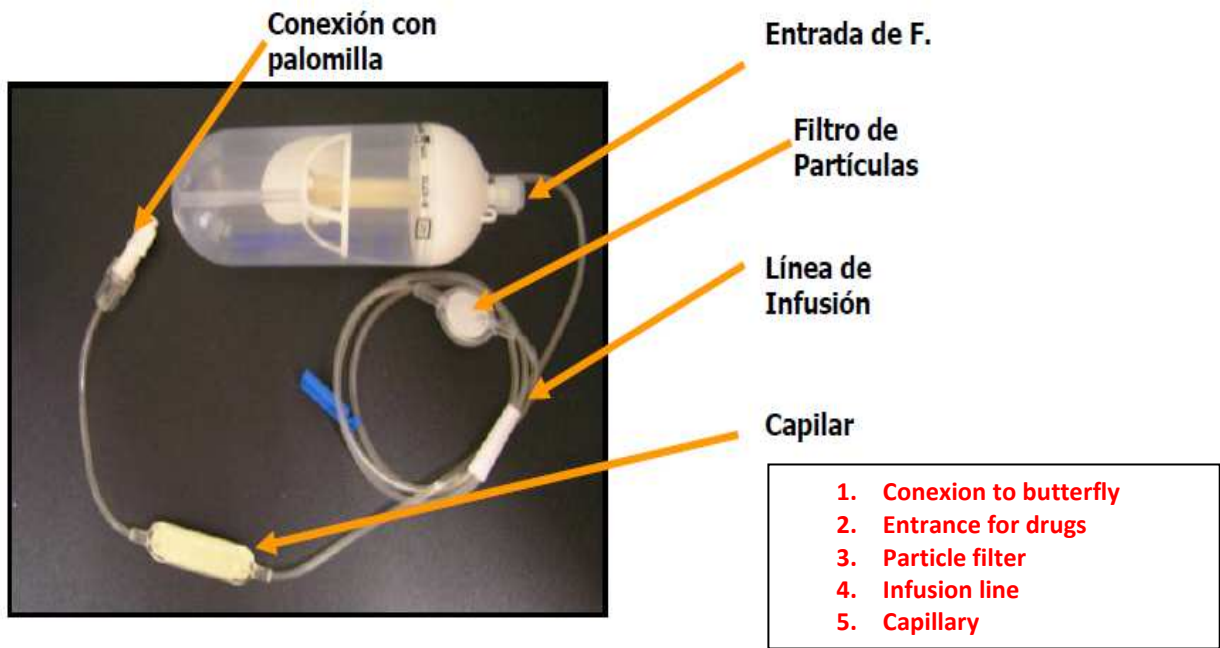 Conexión con
palomilla
Entrada de F.
Filtro de
Partículas
Línea de
Infusión
Capilar
1. Conexion to butterfly
2. Entrance for drugs
3. Particle filter
4. Infusion line
5. Capillary